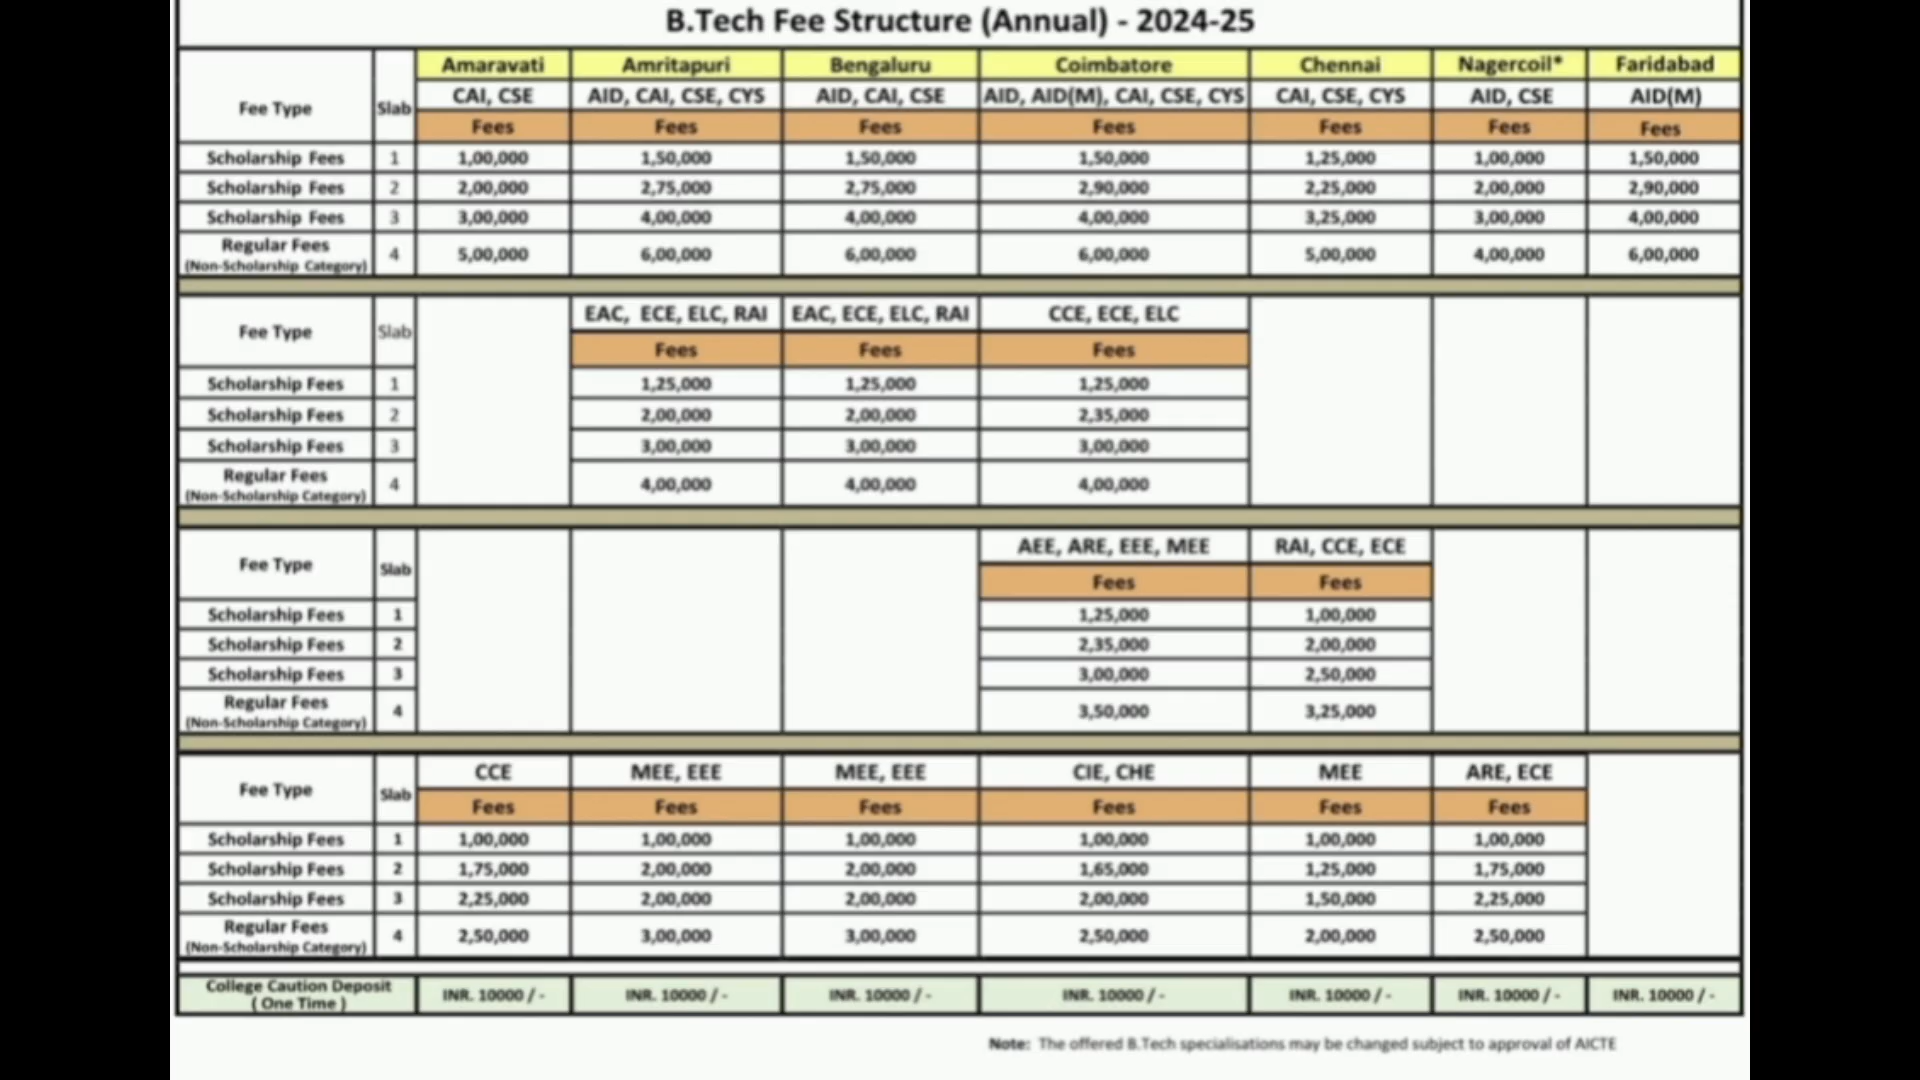 B.Tech Fee Structure (Annual) - 2024-25
Fee Type Slab Amaravati Amritapuri Bengaluru Coimbatore Chennai Nagercoil* Faridabad
CAI, CSE AID, CAI, CSE, CYS AID, CAI, CSE AID, AID(M), CAI, CSE, CYS CAI, CSE, CYS AID, CSE AID(M)
Fees Fees Fees Fees Fees Fees Fees
Scholarship Fees 1 1,00,000 1,50,000 1,50,000 1,50,000 1,25,000 1,00,000 1,50,000
Scholarship Fees 2 2,00,000 2,75,000 2,75,000 2,90,000 2,25,000 2,00,000 2,90,000
Scholarship Fees 3 3,00,000 4,00,000 4,00,000 4,00,000 3,25,000 3,00,000 4,00,000
Regular Fees
(Non-Scholarship Category) 4 5,00,000 6,00,000 6,00,000 6,00,000 5,00,000 4,00,000 6,00,000
Fee Type Slab EAC, ECE, ELC, RAI EAC, ECE, ELC, RAI CCE, ECE, ELC
Fees Fees Fees
Scholarship Fees 1 1,25,000 1,25,000 1,25,000
Scholarship Fees 2 2,00,000 2,00,000 2,35,000
Scholarship Fees 3 3,00,000 3,00,000 3,00,000
Regular Fees
(Non-Scholarship Category) 4 4,00,000 4,00,000 4,00,000
Fee Type Slab AEE, ARE, EEE, MEE RAI, CCE, ECE
Fees Fees
Scholarship Fees 1 1,25,000 1,00,000
Scholarship Fees 2 2,35,000 2,00,000
Scholarship Fees 3 3,00,000 2,50,000
Regular Fees
(Non-Scholarship Category) 4 3,50,000 3,25,000
Fee Type Slab CCE MEE, EEE MEE, EEE CIE, CHE MEE ARE, ECE
Fees Fees Fees Fees Fees Fees
Scholarship Fees 1 1,00,000 1,00,000 1,00,000 1,00,000 1,00,000 1,00,000
Scholarship Fees 2 1,75,000 2,00,000 2,00,000 1,65,000 1,25,000 1,75,000
Scholarship Fees 3 2,25,000 2,00,000 2,00,000 2,00,000 1,50,000 2,25,000
Regular Fees
(Non-Scholarship Category) 4 2,50,000 3,00,000 3,00,000 2,50,000 2,00,000 2,50,000
College Caution Deposit
( One Time ) INR. 10000 / - INR. 10000 / - INR. 10000 / - INR. 10000 / - INR. 10000 / - INR. 10000 / - INR. 10000 / -
Note: The offered B.Tech specialisations may be changed subject to approval of AICTE